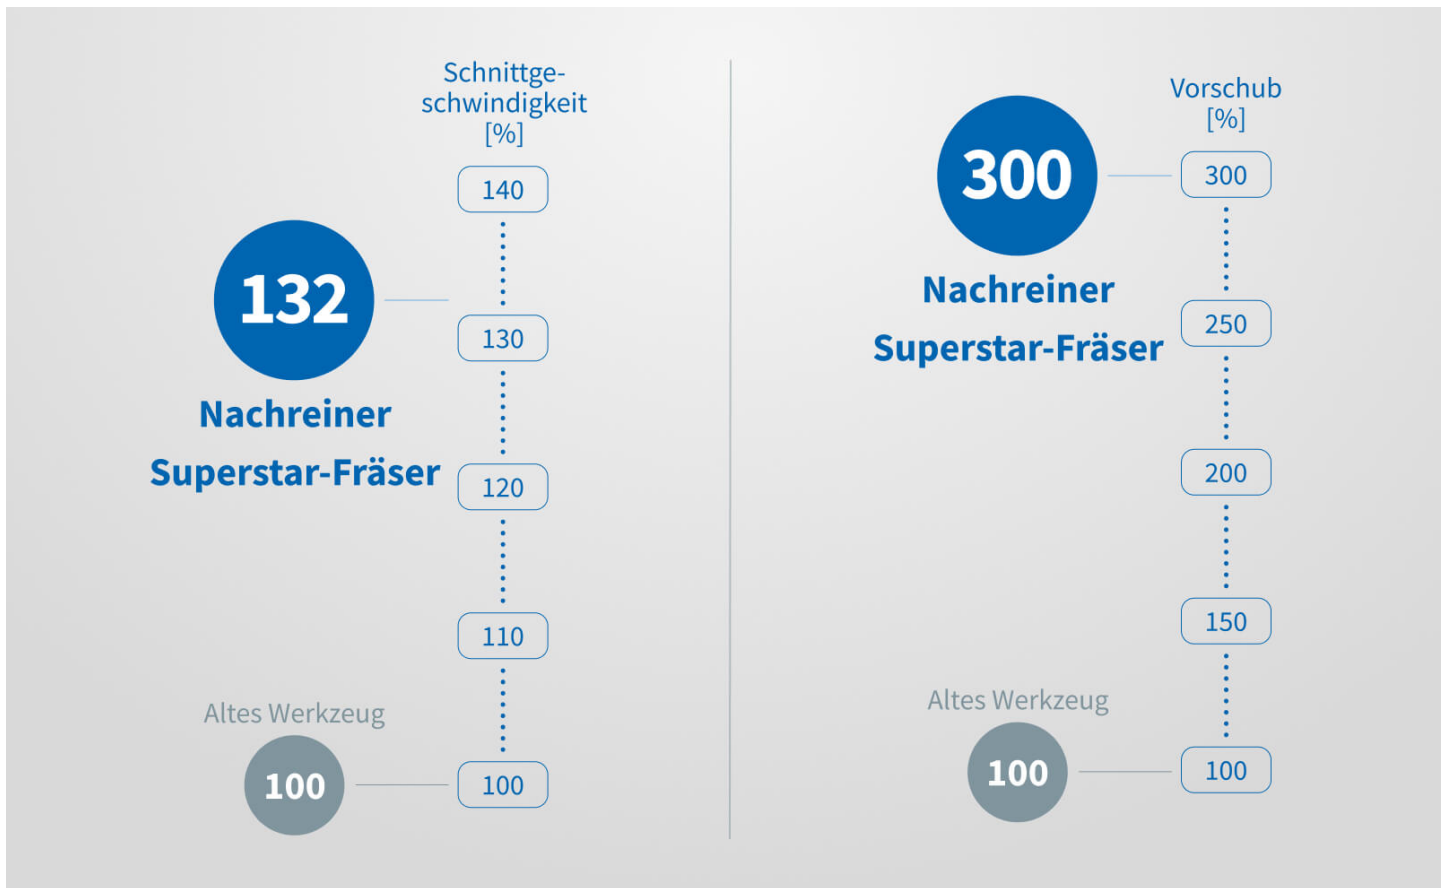 Schnittge-
schwindigkeit
[%]
140
132
130
Nachreiner
Superstar-Fräser
120
110
Altes Werkzeug
100
100
Vorschub
[%]
300
300
Nachreiner
Superstar-Fräser
250
200
150
Altes Werkzeug
100
100